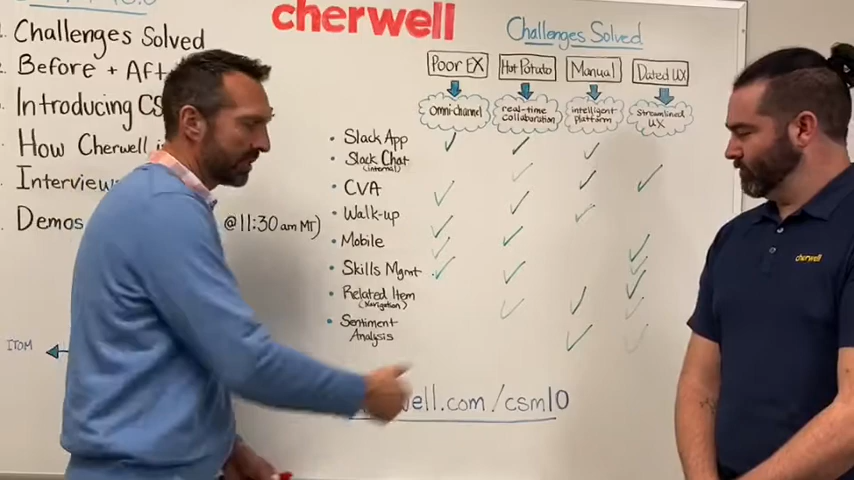 cherwell
Challenges Solved
Before + Aft
Introducing CS
How Cherwell i
Interview
Demos
@11:30am MT)
ITOM
Challenges Solved
Poor EX
Hot Potato
Manual
Dated UX
omni-channel
real-time
collaboration
intelligent
platform
streamlined
UX
• Slack App
• Slack Chat
(internal)
• CVA
• Walk-up
• Mobile
• Skills Mgmt
• Related Item
(Navigation)
• Sentiment
Analysis
well.com/csm10
cherwell